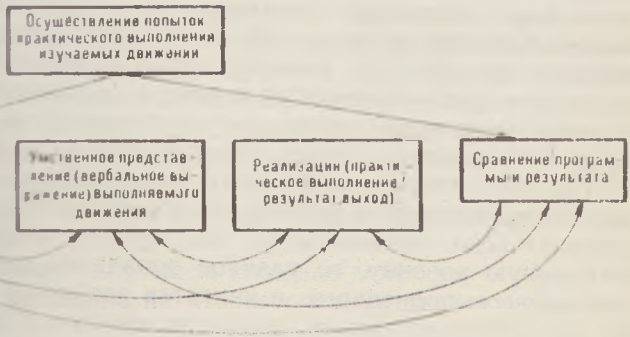 Осуществление попыток
практического выполнения
изучаемых движений
Умственное представ-
ление (вербальное вы-
ражение) выполняемого
движения
Реализации (практи-
ческое выполнение,
результат, выход)
Сравнение програм-
мы и результата